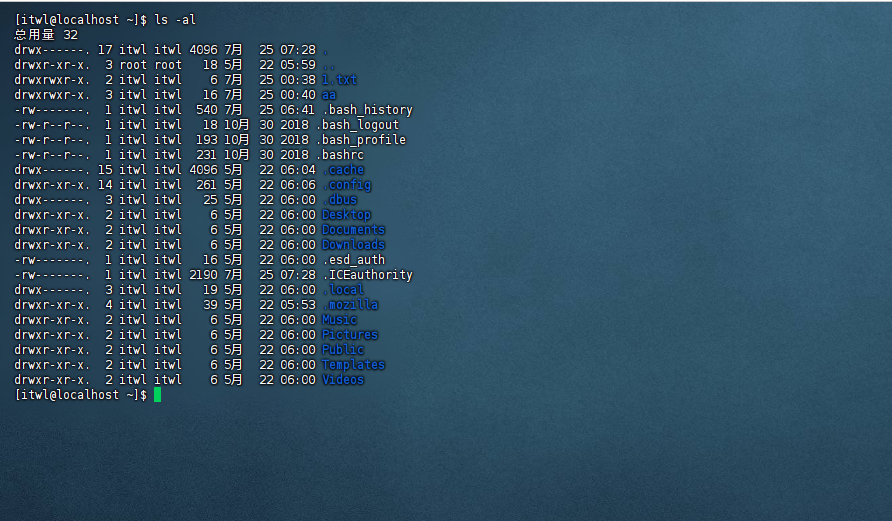 [itwl@localhost ~]$ ls -al
总用量 32
drwx------. 17 itwl itwl 4096 7月  25 07:28 .
drwxr-xr-x.  3 root root   18 5月  22 05:59 ..
drwxrwxr-x.  2 itwl itwl    6 7月  25 00:38 1.txt
drwxrwxr-x.  3 itwl itwl   16 7月  25 00:40 aa
-rw-------.  1 itwl itwl  540 7月  25 06:41 .bash_history
-rw-r--r--.  1 itwl itwl   18 10月 30 2018 .bash_logout
-rw-r--r--.  1 itwl itwl  193 10月 30 2018 .bash_profile
-rw-r--r--.  1 itwl itwl  231 10月 30 2018 .bashrc
drwx------. 15 itwl itwl 4096 5月  22 06:04 .cache
drwxr-xr-x. 14 itwl itwl  261 5月  22 06:06 .config
drwx------.  3 itwl itwl   25 5月  22 06:00 .dbus
drwxr-xr-x.  2 itwl itwl    6 5月  22 06:00 Desktop
drwxr-xr-x.  2 itwl itwl    6 5月  22 06:00 Documents
drwxr-xr-x.  2 itwl itwl    6 5月  22 06:00 Downloads
-rw-------.  1 itwl itwl   16 5月  22 06:00 .esd_auth
-rw-------.  1 itwl itwl 2190 7月  25 07:28 .ICEauthority
drwx------.  3 itwl itwl   19 5月  22 06:00 .local
drwxr-xr-x.  4 itwl itwl   39 5月  22 05:53 .mozilla
drwxr-xr-x.  2 itwl itwl    6 5月  22 06:00 Music
drwxr-xr-x.  2 itwl itwl    6 5月  22 06:00 Pictures
drwxr-xr-x.  2 itwl itwl    6 5月  22 06:00 Public
drwxr-xr-x.  2 itwl itwl    6 5月  22 06:00 Templates
drwxr-xr-x.  2 itwl itwl    6 5月  22 06:00 Videos
[itwl@localhost ~]$